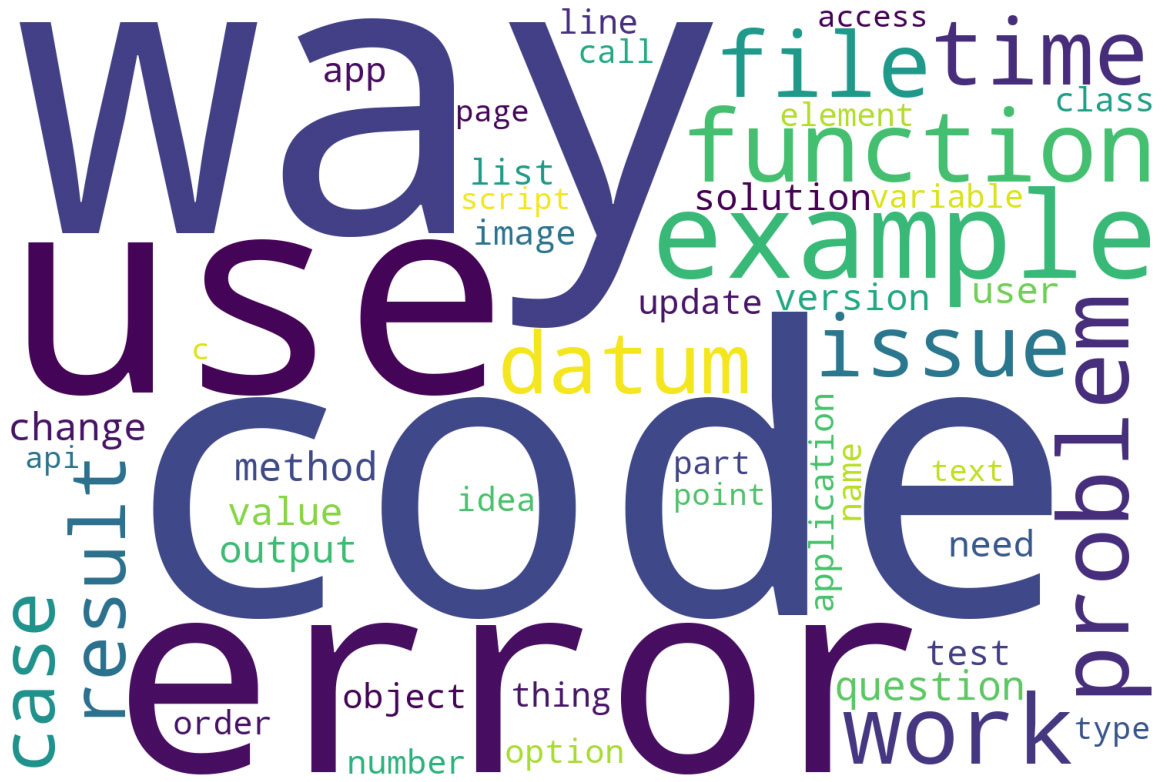 way
app
page
line
call
access
file
time
class
element
function
list
script
image
solution
variable
example
use
c
update
version
user
datum
issue
problem
change
api
result
code
method
value
output
idea
part
point
application
name
text
need
case
error
order
object
number
thing
option
test
question
work
type